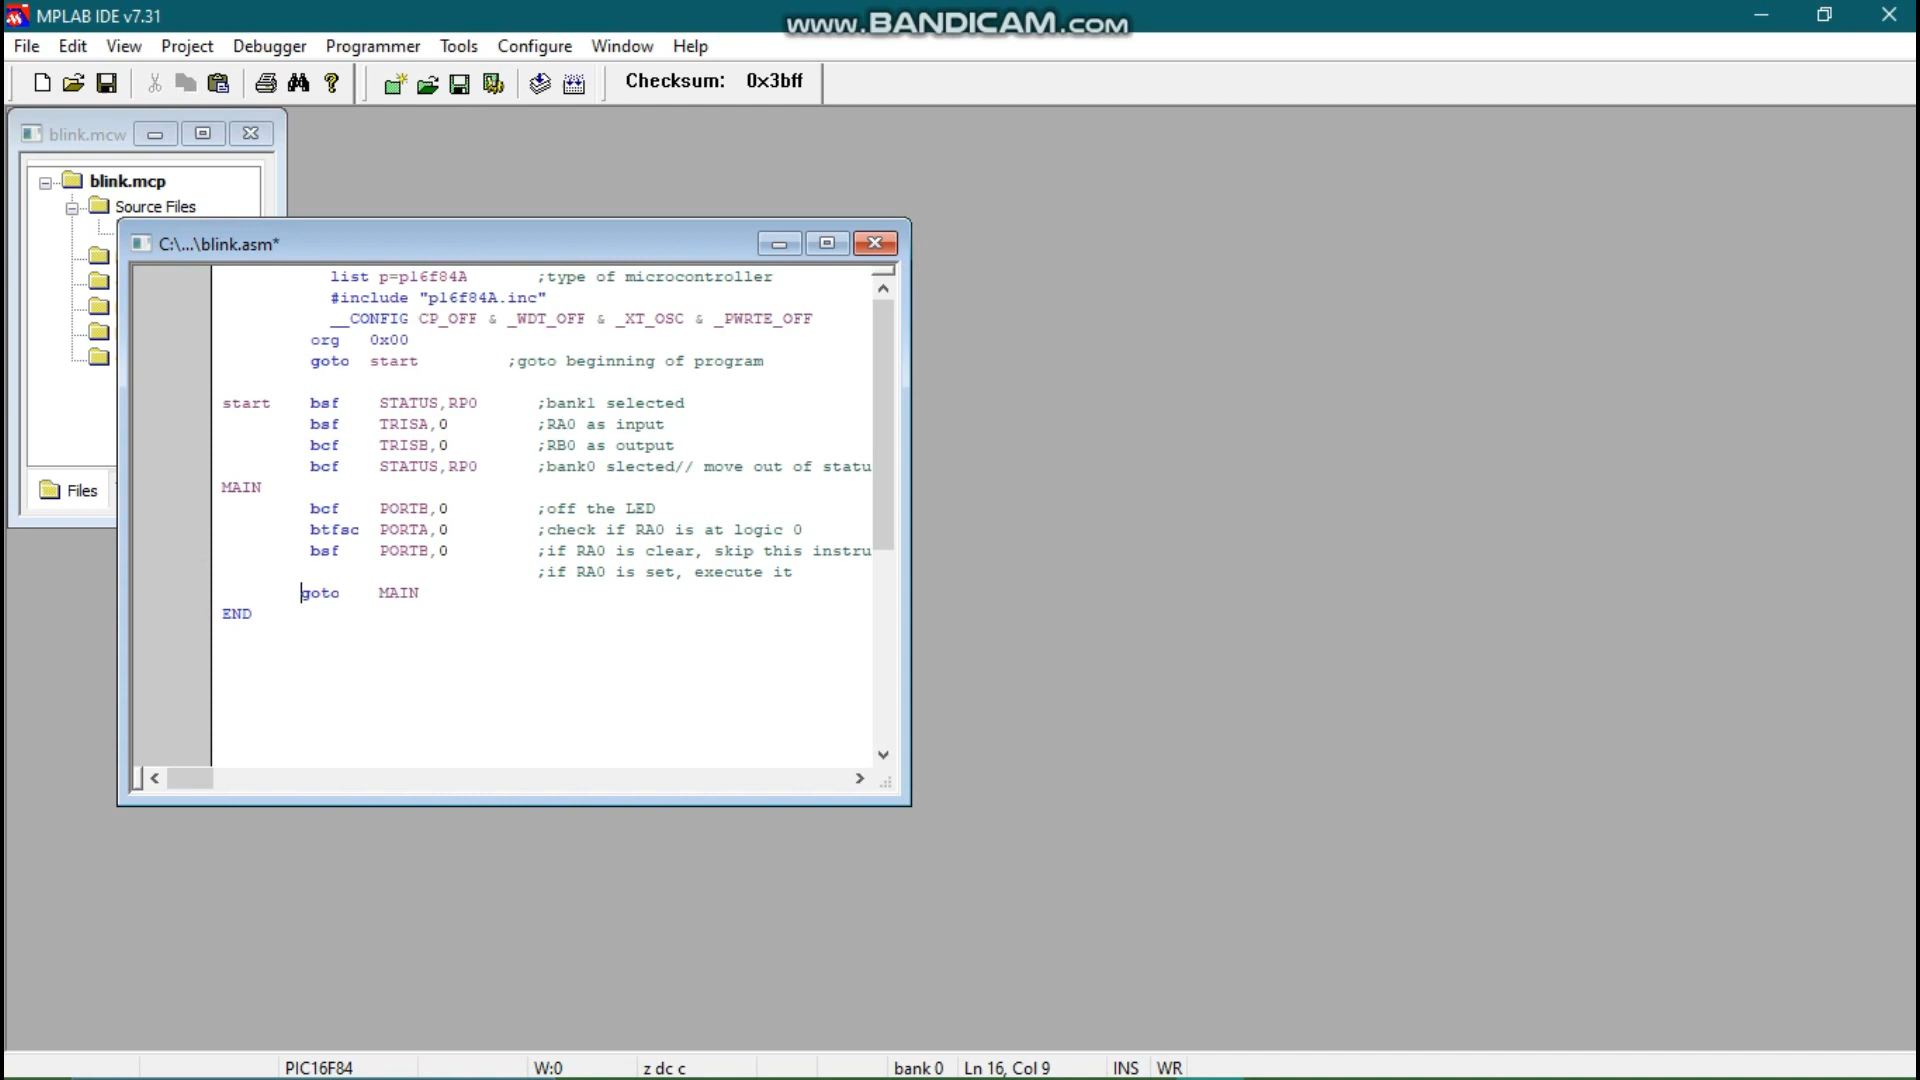 MPLAB IDE v7.31
www.BANDICAM.com
File Edit View Project Debugger Programmer Tools Configure Window Help
Checksum: 0x3bff
blink.mcw
blink.mcp
Source Files
C:\...\blink.asm*
list p=p16f84A ;type of microcontroller
#include "p16f84A.inc"
__CONFIG CP_OFF & _WDT_OFF & _XT_OSC & _PWRTE_OFF
org 0x00
goto start ;goto beginning of program
start bsf STATUS,RP0 ;bank1 selected
bsf TRISA,0 ;RA0 as input
bcf TRISB,0 ;RB0 as output
bcf STATUS,RP0 ;bank0 slected// move out of statu
MAIN
bcf PORTB,0 ;off the LED
btfsc PORTA,0 ;check if RA0 is at logic 0
bsf PORTB,0 ;if RA0 is clear, skip this instru
;if RA0 is set, execute it
goto MAIN
END
Files
PIC16F84 W:0 z dc c bank 0 Ln 16, Col 9 INS WR